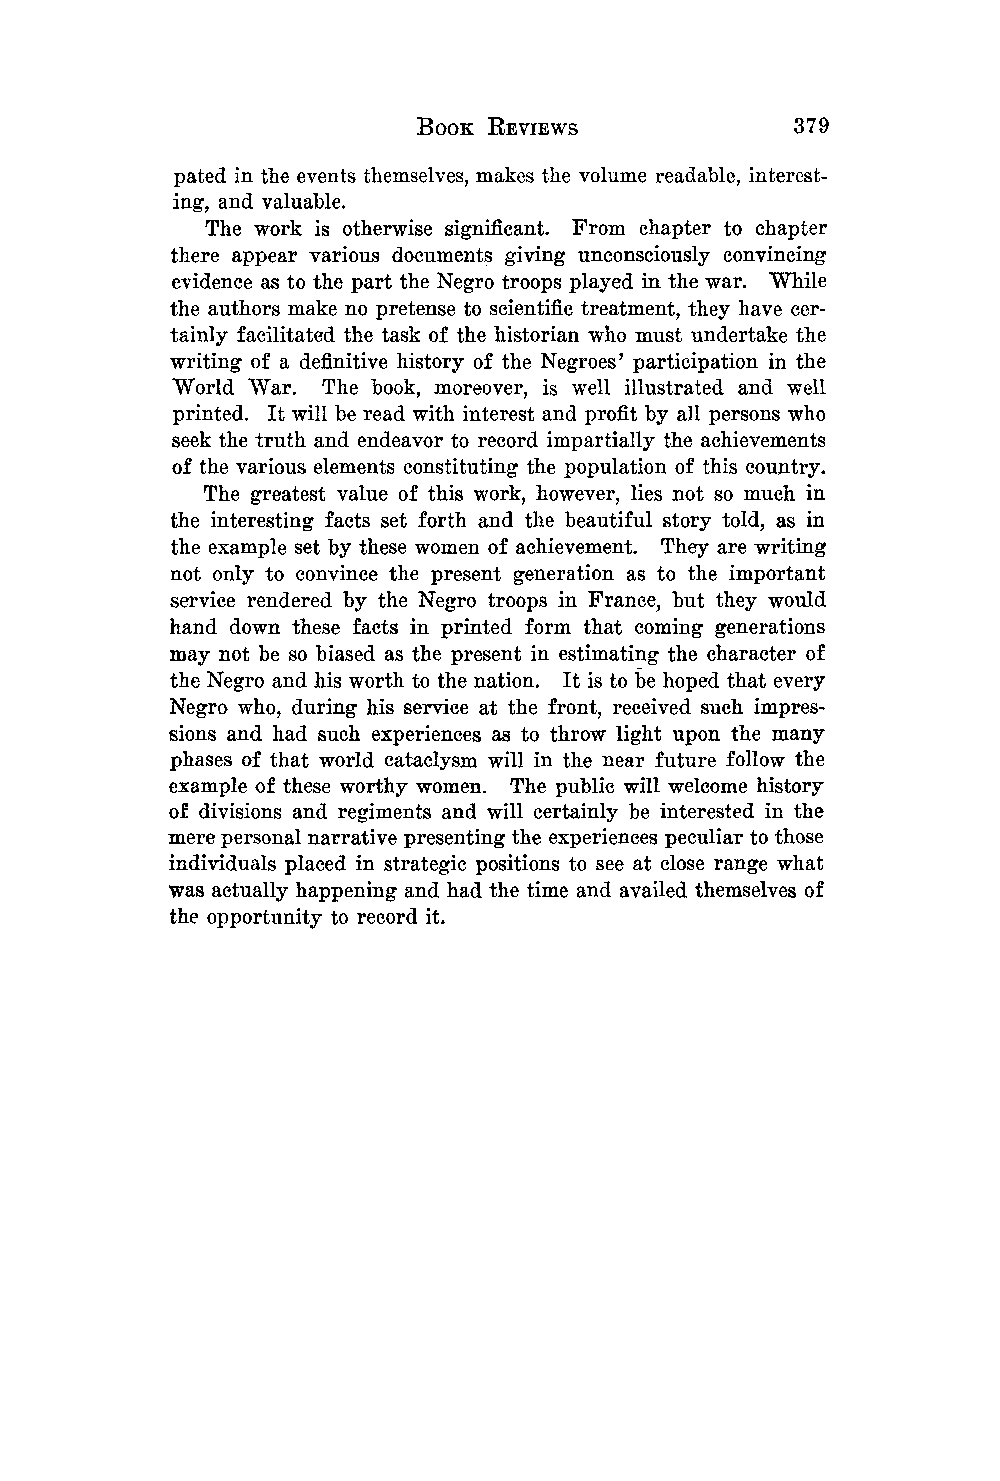 Book Reviews 379
pated in the events themselves, makes the volume readable, interest-
ing, and valuable.
The work is otherwise significant. From chapter to chapter
there appear various documents giving unconsciously convincing
evidence as to the part the Negro troops played in the war. While
the authors make no pretense to scientific treatment, they have cer-
tainly facilitated the task of the historian who must undertake the
writing of a definitive history of the Negroes' participation in the
World War. The book, moreover, is well illustrated and well
printed. It will be read with interest and profit by all persons who
seek the truth and endeavor to record impartially the achievements
of the various elements constituting the population of this country.
The greatest value of this work, however, lies not so much in
the interesting facts set forth and the beautiful story told, as in
the example set by these women of achievement. They are writing
not only to convince the present generation as to the important
service rendered by the Negro troops in France, but they would
hand down these facts in printed form that coming generations
may not be so biased as the present in estimating the character of
the Negro and his worth to the nation. It is to be hoped that every
Negro who, during his service at the front, received such impres-
sions and had such experiences as to throw light upon the many
phases of that world cataclysm will in the near future follow the
example of these worthy women. The public will welcome history
of divisions and regiments and will certainly be interested in the
mere personal narrative presenting the experiences peculiar to those
individuals placed in strategic positions to see at close range what
was actually happening and had the time and availed themselves of
the opportunity to record it.